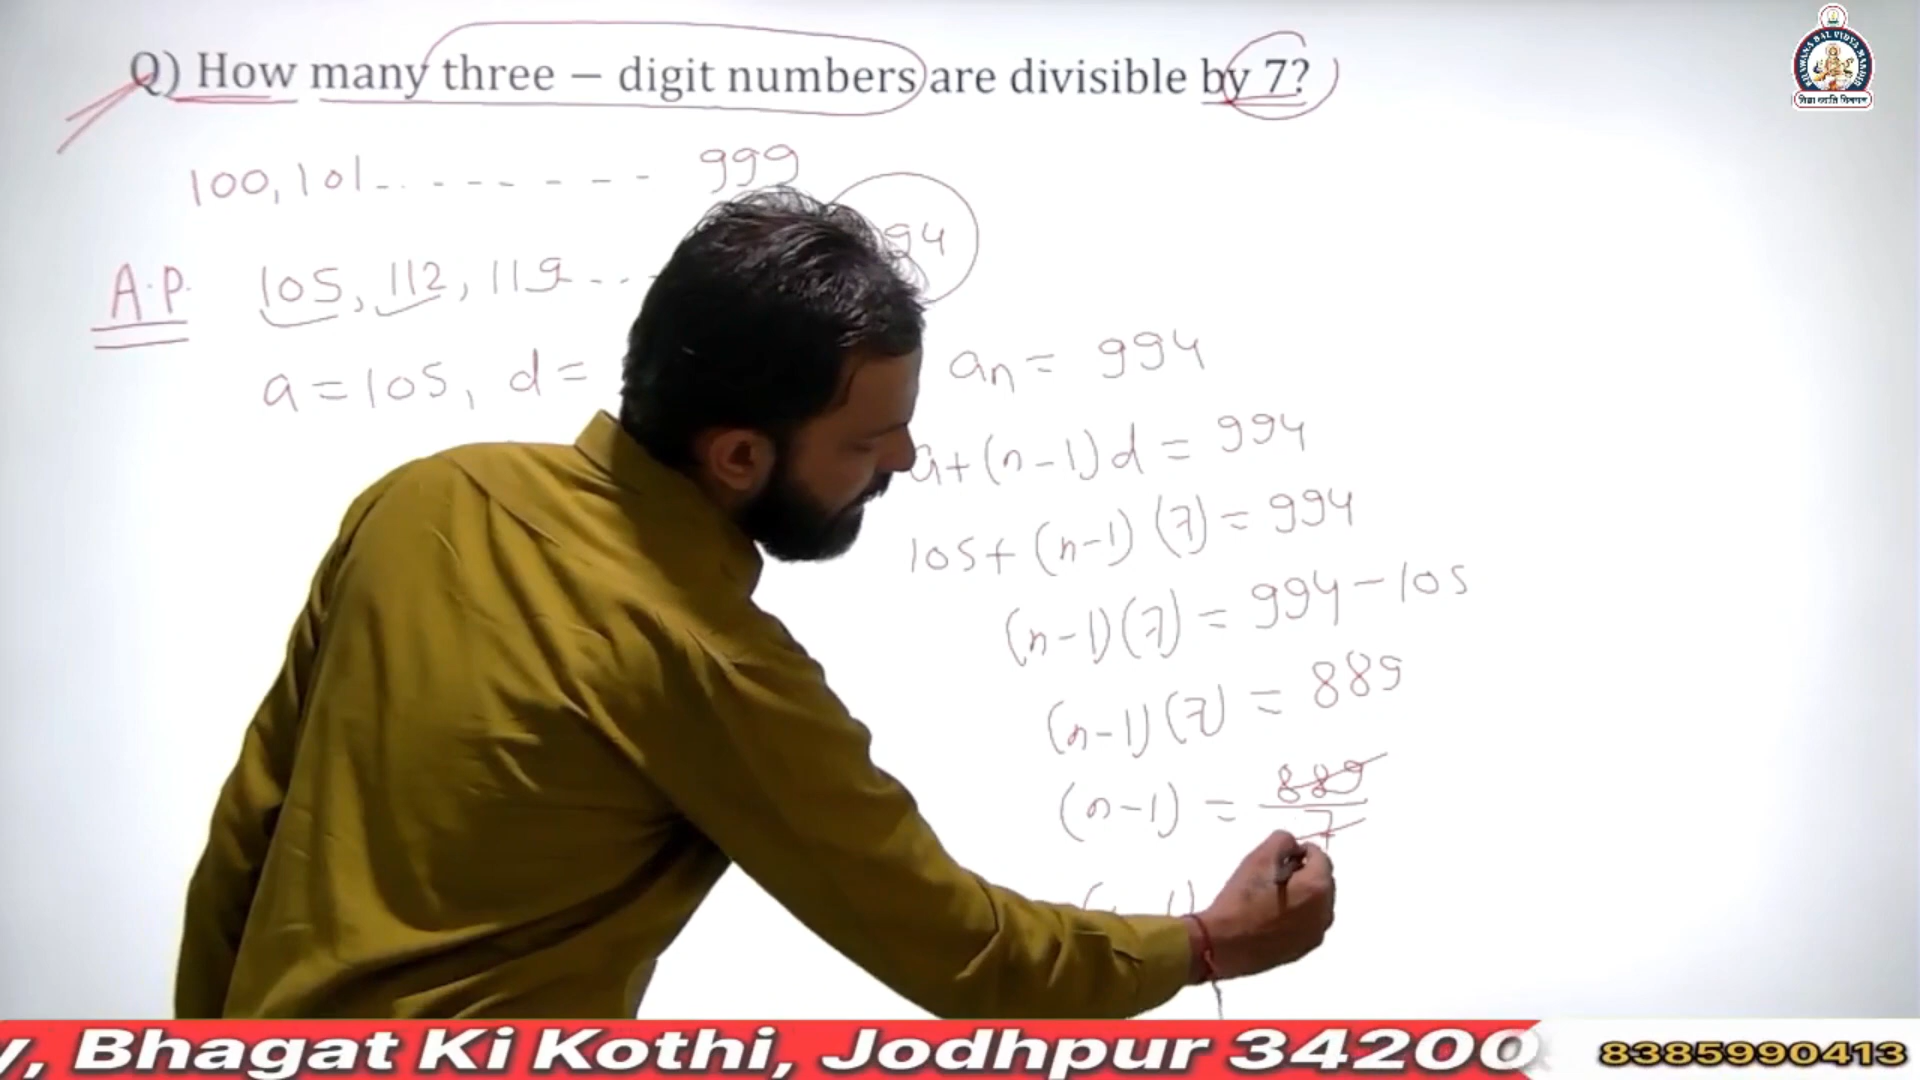 Q) How many three – digit numbers are divisible by 7?
100, 101 - - - - - - - - 999
94
A.P. 105, 112, 119 - - -
a = 105, d =
an = 994
a + (n-1) d = 994
105 + (n-1) (7) = 994
(n-1) (7) = 994 - 105
(n-1) (7) = 889
(n-1) = 889/7
विद्या ज्योति
y, Bhagat Ki Kothi, Jodhpur 34200
8385990413